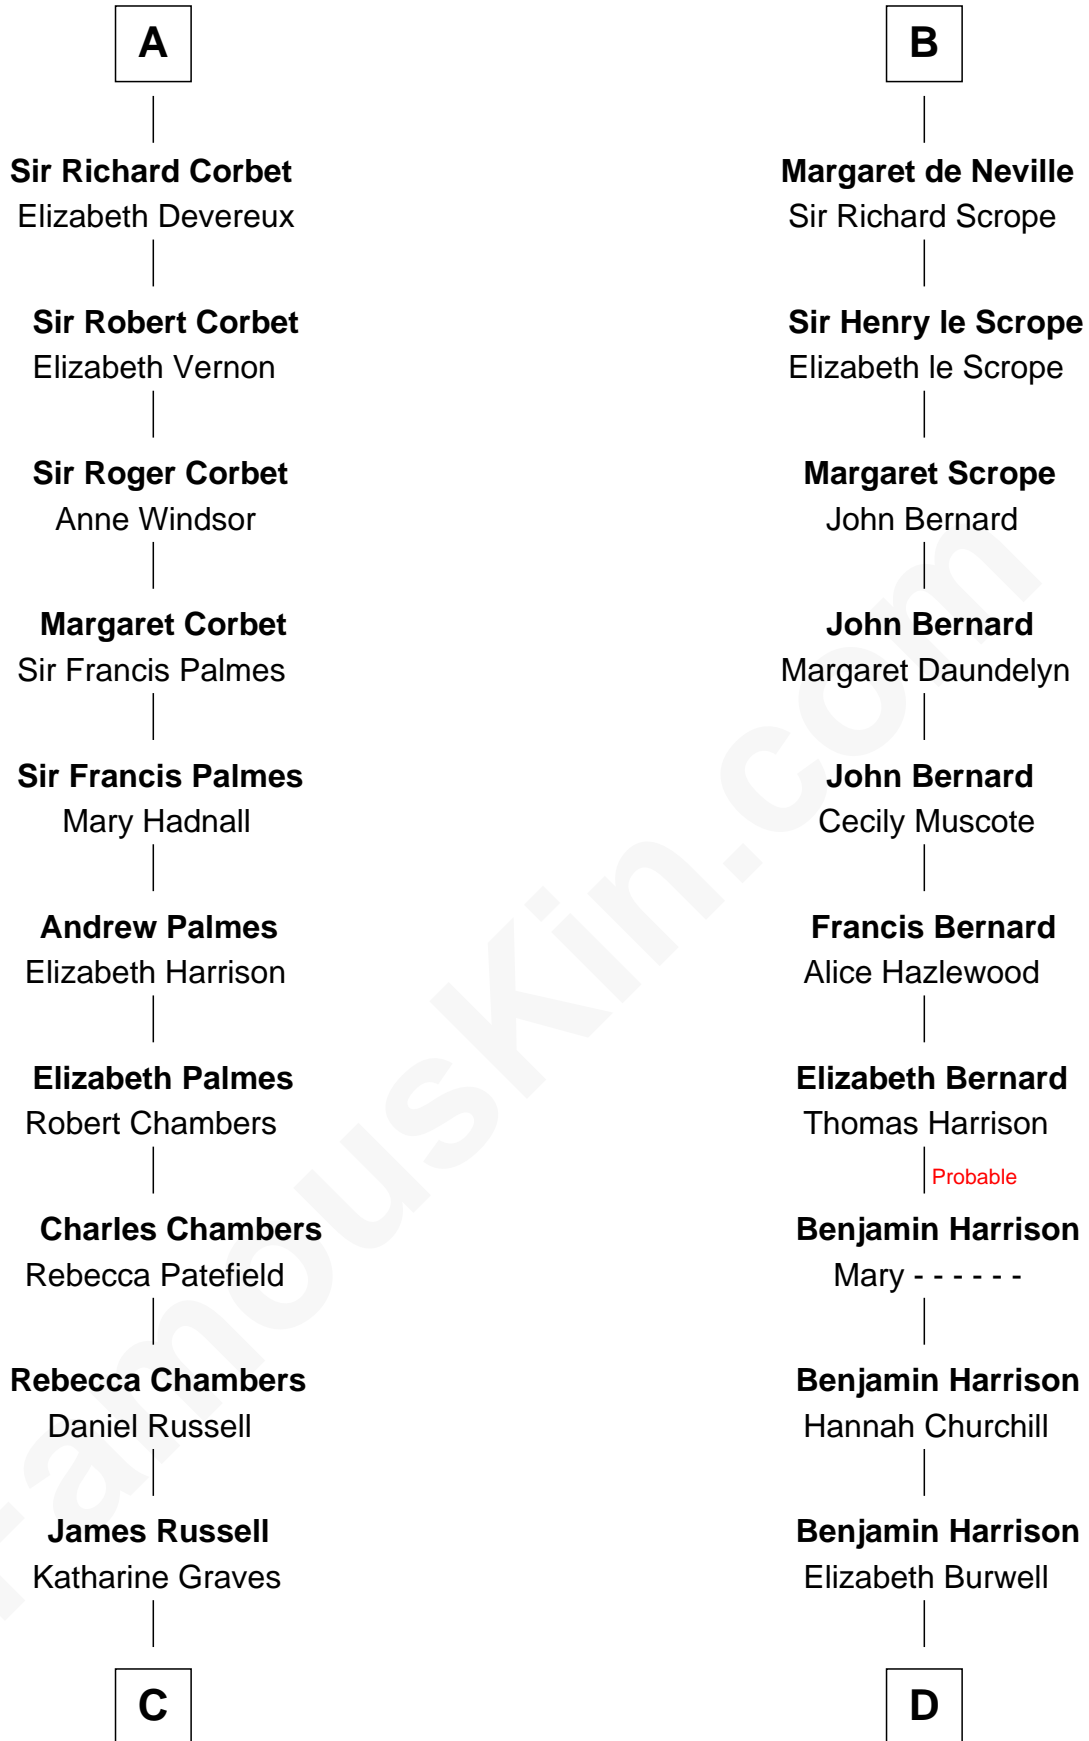 A
B
Sir Richard Corbet
Elizabeth Devereux
Margaret de Neville
Sir Richard Scrope
Sir Robert Corbet
Elizabeth Vernon
Sir Henry le Scrope
Elizabeth le Scrope
Sir Roger Corbet
Anne Windsor
Margaret Scrope
John Bernard
Margaret Corbet
Sir Francis Palmes
John Bernard
Margaret Daundelyn
Sir Francis Palmes
Mary Hadnall
John Bernard
Cecily Muscote
Andrew Palmes
Elizabeth Harrison
Francis Bernard
Alice Hazlewood
Elizabeth Palmes
Robert Chambers
Elizabeth Bernard
Thomas Harrison
Probable
Charles Chambers
Rebecca Patefield
Benjamin Harrison
Mary - - - - - -
Rebecca Chambers
Daniel Russell
Benjamin Harrison
Hannah Churchill
James Russell
Katharine Graves
Benjamin Harrison
Elizabeth Burwell
C
D
FamousKin.com